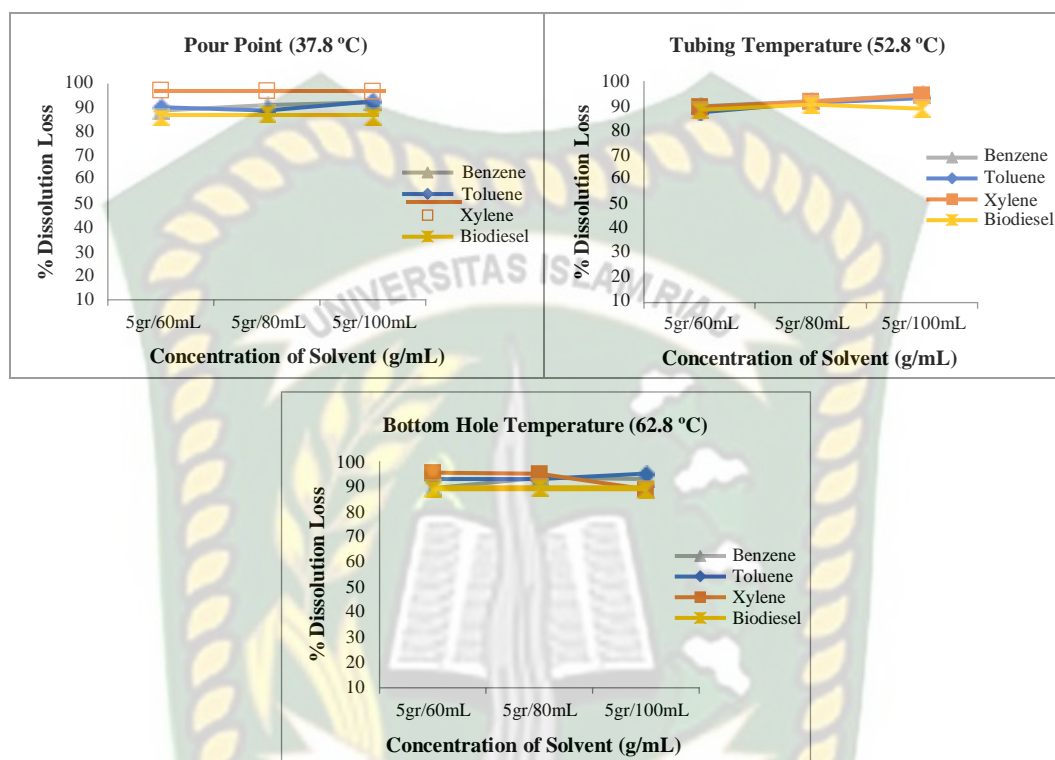 Pour Point (37.8 ºC)
% Dissolution Loss
100
90
80
70
60
50
40
30
20
10
Benzene
Toluene
Xylene
Biodiesel
5gr/60mL 5gr/80mL 5gr/100mL
Concentration of Solvent (g/mL)
Tubing Temperature (52.8 ºC)
% Dissolution Loss
100
90
80
70
60
50
40
30
20
10
Benzene
Toluene
Xylene
Biodiesel
5gr/60mL 5gr/80mL 5gr/100mL
Concentration of Solvent (g/mL)
UNIVERSITAS ISLAM RIAU
Bottom Hole Temperature (62.8 ºC)
% Dissolution Loss
100
90
80
70
60
50
40
30
20
10
Benzene
Toluene
Xylene
Biodiesel
5gr/60mL 5gr/80mL 5gr/100mL
Concentration of Solvent (g/mL)